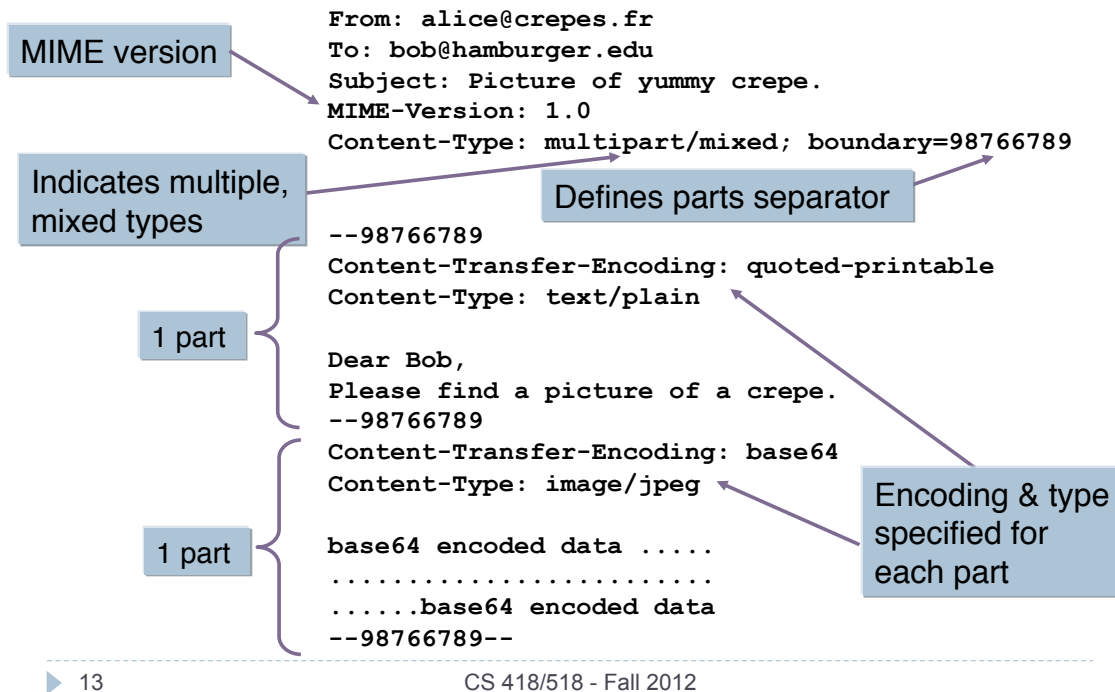 From: alice@crepes.fr
To: bob@hamburger.edu
Subject: Picture of yummy crepe.
MIME version
MIME-Version: 1.0
Content-Type: multipart/mixed; boundary=98766789
Indicates multiple,
mixed types
Defines parts separator
--98766789
Content-Transfer-Encoding: quoted-printable
Content-Type: text/plain
1 part
Dear Bob,
Please find a picture of a crepe.
--98766789
Content-Transfer-Encoding: base64
Content-Type: image/jpeg
Encoding & type
specified for
each part
1 part
base64 encoded data .....
.........................
......base64 encoded data
--98766789--
13
CS 418/518 - Fall 2012